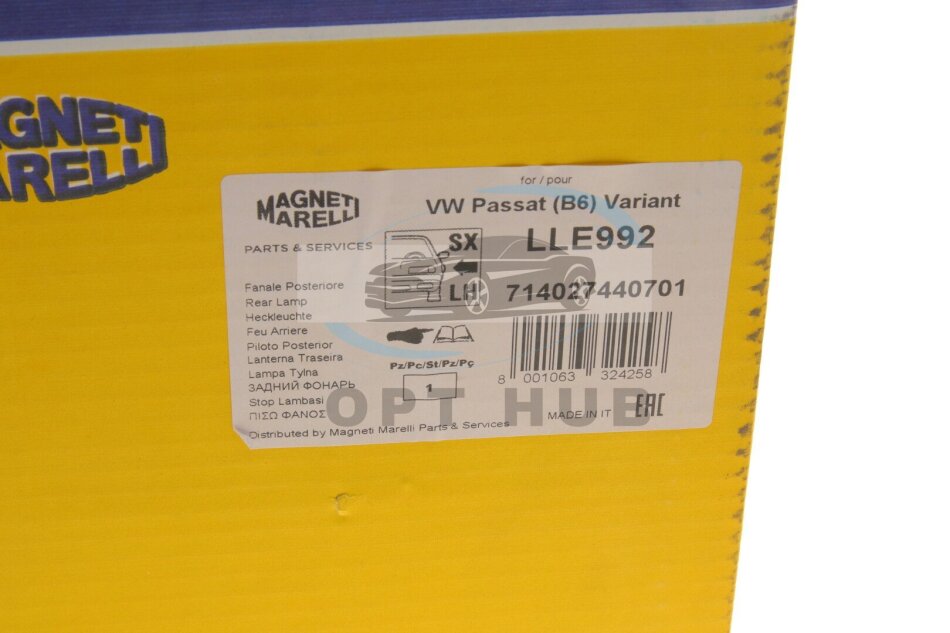 MAGNETI
MARELLI
MAGNETI
MARELLI
PARTS & SERVICES
for / pour
VW Passat (B6) Variant
SX
LH
LLE992
714027440701
Fanale Posteriore
Rear Lamp
Heckleuchte
Feu Arriere
Piloto Posterior
Lanterna Traseira
Lampa Tylna
ЗАДНИЙ ФОНАРЬ
Stop Lambasi
ΠΙΣΩ ΦΑΝΟΣ
Pz/Pc/St/Pz/Pç
1
8 001063 324258
MADE IN IT
EAC
Distributed by Magneti Marelli Parts & Services
OPT HUB